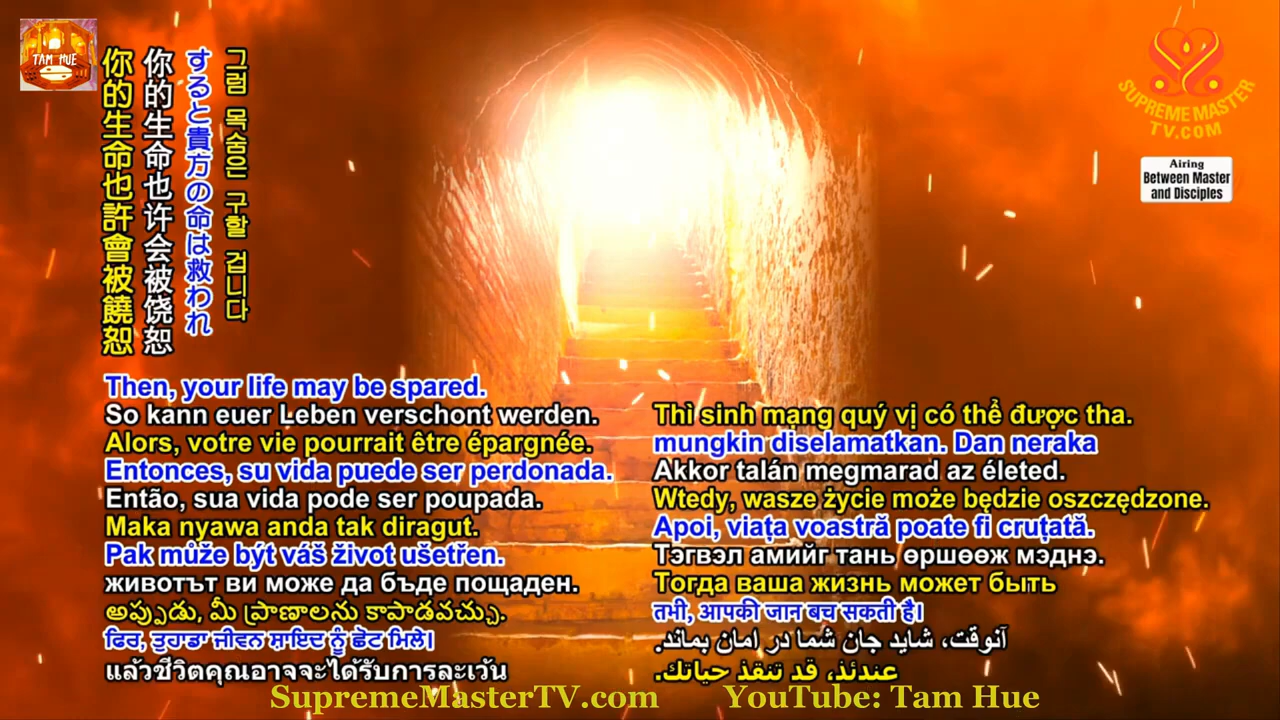 TAM HUE
你的生命也許會被饒恕
你的生命也许会被饶恕
すると貴方の命は救われ
그럼 목숨은 구할 겁니다
SUPREME MASTER
TV.COM
Airing
Between Master
and Disciples
Then, your life may be spared.
So kann euer Leben verschont werden.
Alors, votre vie pourrait être épargnée.
Entonces, su vida puede ser perdonada.
Então, sua vida pode ser poupada.
Maka nyawa anda tak diragut.
Pak může být váš život ušetřen.
животът ви може да бъде пощаден.
అప్పుడు, మీ ప్రాణాలను కాపాడవచ్చు.
ਫਿਰ, ਤੁਹਾਡਾ ਜੀਵਨ ਸ਼ਾਇਦ ਨੂੰ ਛੋਟ ਮਿਲੇ।
แล้วชีวิตคุณอาจจะได้รับการละเว้น
Thì sinh mạng quý vị có thể được tha.
mungkin diselamatkan. Dan neraka
Akkor talán megmarad az életed.
Wtedy, wasze życie może będzie oszczędzone.
Apoi, viața voastră poate fi cruțată.
Тэгвэл амийг тань өршөөж мэднэ.
Тогда ваша жизнь может быть
तभी, आपकी जान बच सकती है।
آنوقت، شاید جان شما در امان بماند.
عندئذ، قد تنقذ حياتك.
SupremeMasterTV.com
YouTube: Tam Hue